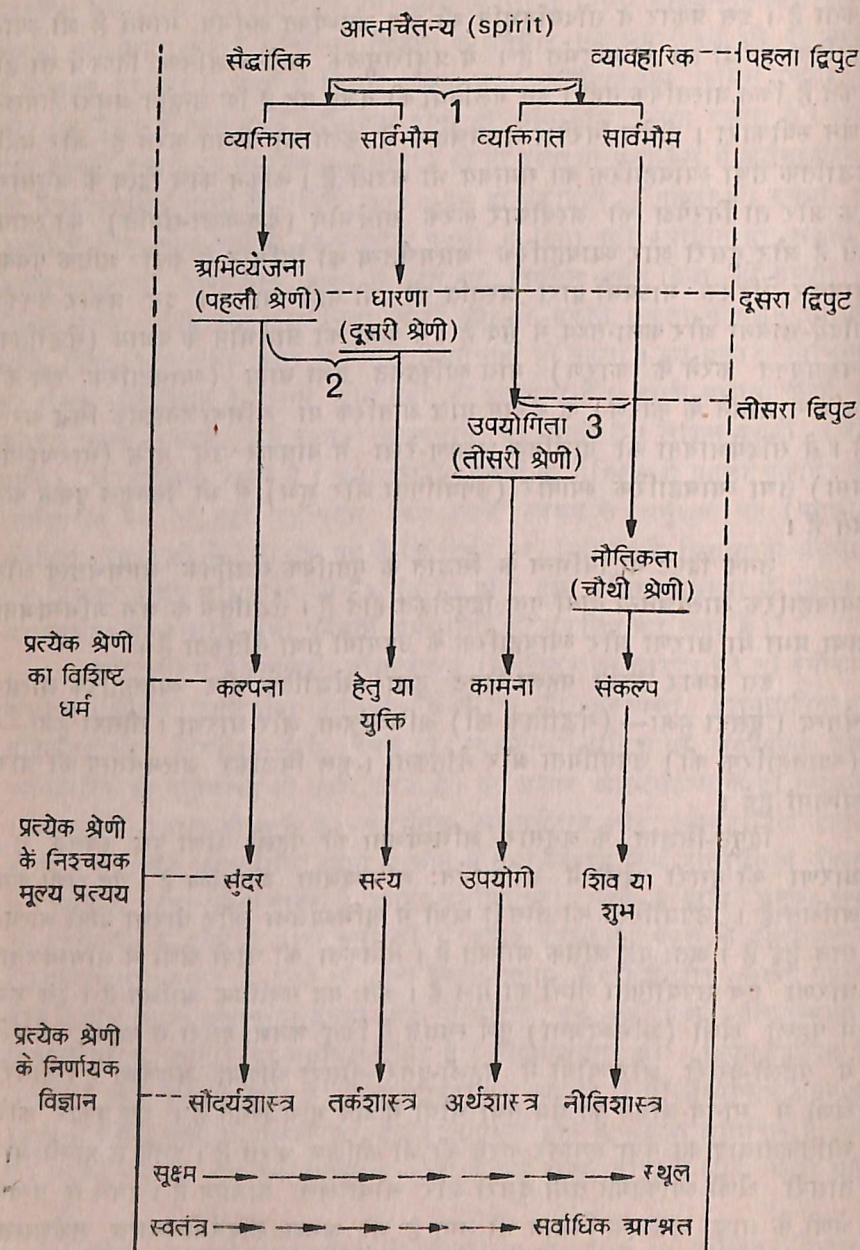 आत्मचैतन्य (spirit)
सैद्धांतिक व्यावहारिक पहला द्विपुट
1
व्यक्तिगत सार्वभौम व्यक्तिगत सार्वभौम
अभिव्यंजना
(पहली श्रेणी) धारणा दूसरा द्विपुट
(दूसरी श्रेणी)
2
तीसरा द्विपुट
उपयोगिता 3
(तीसरी श्रेणी)
नौतिकता
(चौथी श्रेणी)
प्रत्येक श्रेणी
का विशिष्ट
धर्म
कल्पना हेतु या कामना संकल्प
युक्ति
प्रत्येक श्रेणी
के निश्चयक
मूल्य प्रत्यय
सुंदर सत्य उपयोगी शिव या
शुभ
प्रत्येक श्रेणी
के निर्णायक
विज्ञान
सौंदर्यशास्त्र तर्कशास्त्र अर्थशास्त्र नीतिशास्त्र
सूक्ष्म स्थूल
स्वतंत्र सर्वाधिक